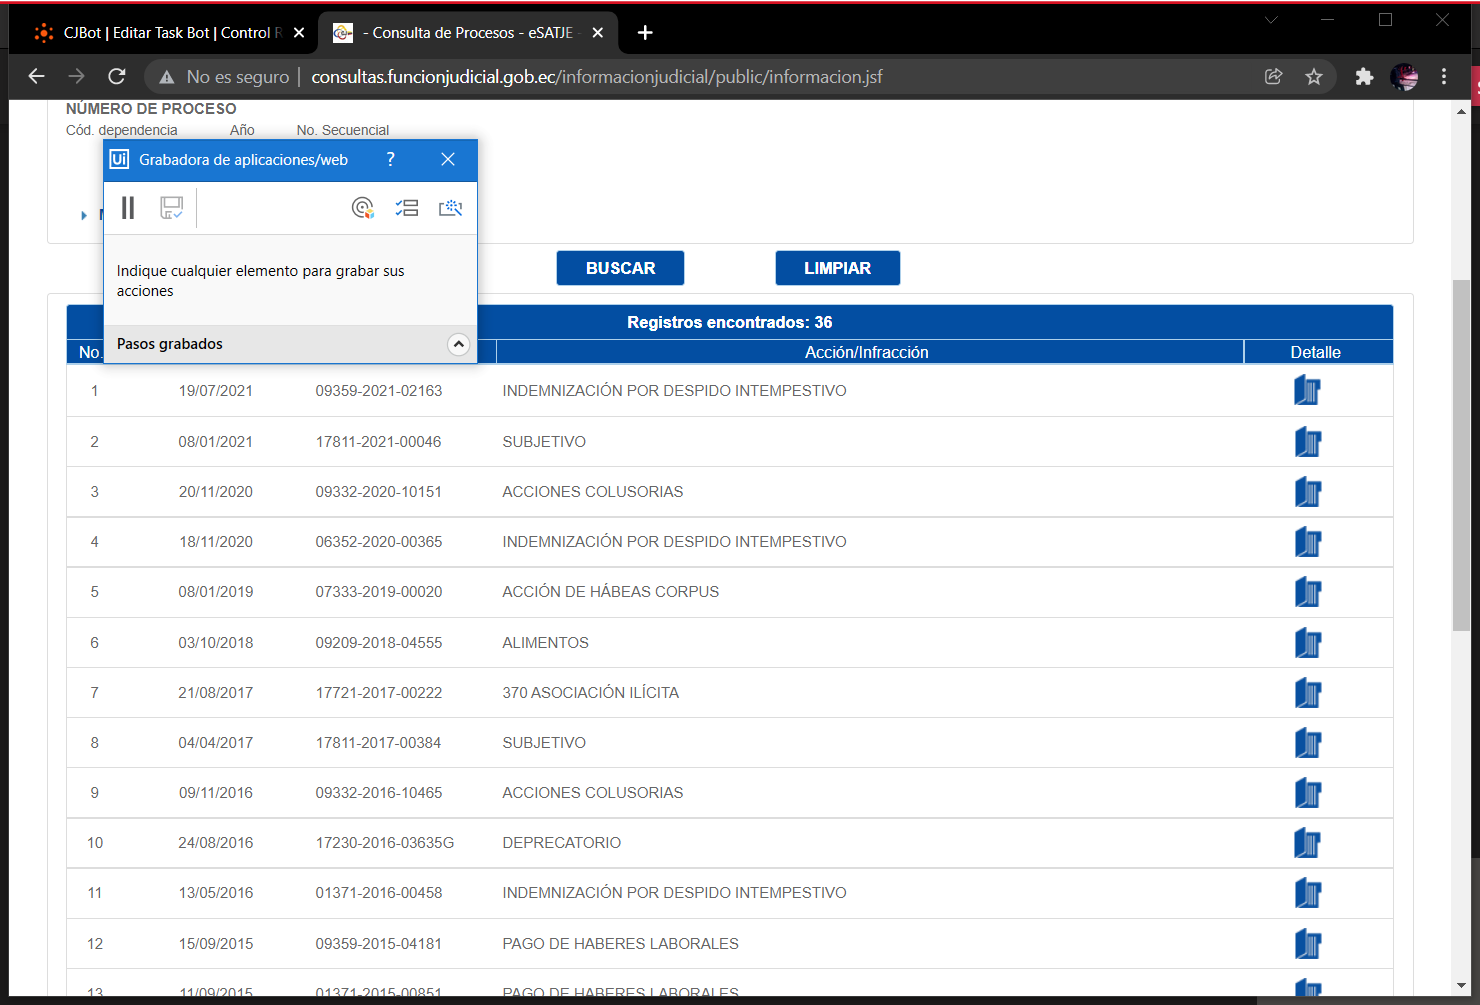 CJBot | Editar Task Bot | Control R
- Consulta de Procesos - eSATJE -
No es seguro | consultas.funcionjudicial.gob.ec/informacionjudicial/public/informacion.jsf
NÚMERO DE PROCESO
Cód. dependencia Año No. Secuencial
Ui Grabadora de aplicaciones/web ?
Indique cualquier elemento para grabar sus
acciones
Pasos grabados
BUSCAR LIMPIAR
Registros encontrados: 36
No. Acción/Infracción Detalle
1 19/07/2021 09359-2021-02163 INDEMNIZACIÓN POR DESPIDO INTEMPESTIVO
2 08/01/2021 17811-2021-00046 SUBJETIVO
3 20/11/2020 09332-2020-10151 ACCIONES COLUSORIAS
4 18/11/2020 06352-2020-00365 INDEMNIZACIÓN POR DESPIDO INTEMPESTIVO
5 08/01/2019 07333-2019-00020 ACCIÓN DE HÁBEAS CORPUS
6 03/10/2018 09209-2018-04555 ALIMENTOS
7 21/08/2017 17721-2017-00222 370 ASOCIACIÓN ILÍCITA
8 04/04/2017 17811-2017-00384 SUBJETIVO
9 09/11/2016 09332-2016-10465 ACCIONES COLUSORIAS
10 24/08/2016 17230-2016-03635G DEPRECATORIO
11 13/05/2016 01371-2016-00458 INDEMNIZACIÓN POR DESPIDO INTEMPESTIVO
12 15/09/2015 09359-2015-04181 PAGO DE HABERES LABORALES
13 11/09/2015 01371-2015-00851 PAGO DE HABERES LABORALES